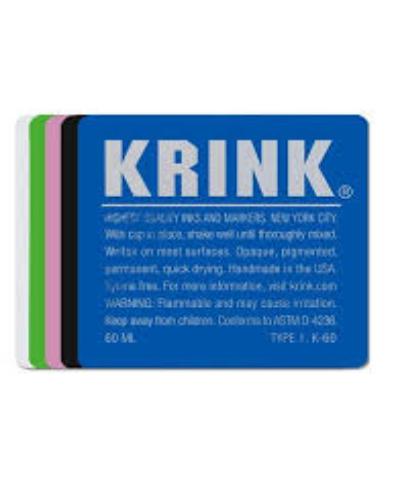 KRINK®
HIGHEST QUALITY INKS AND MARKERS. NEW YORK CITY.
With cap in place, shake well until thoroughly mixed.
Writes on most surfaces. Opaque, pigmented,
permanent, quick drying. Handmade in the USA.
Xylene free. For more information, visit krink.com
WARNING: Flammable and may cause irritation.
Keep away from children. Conforms to ASTM D-4236.
60 ML TYPE 1. K-60